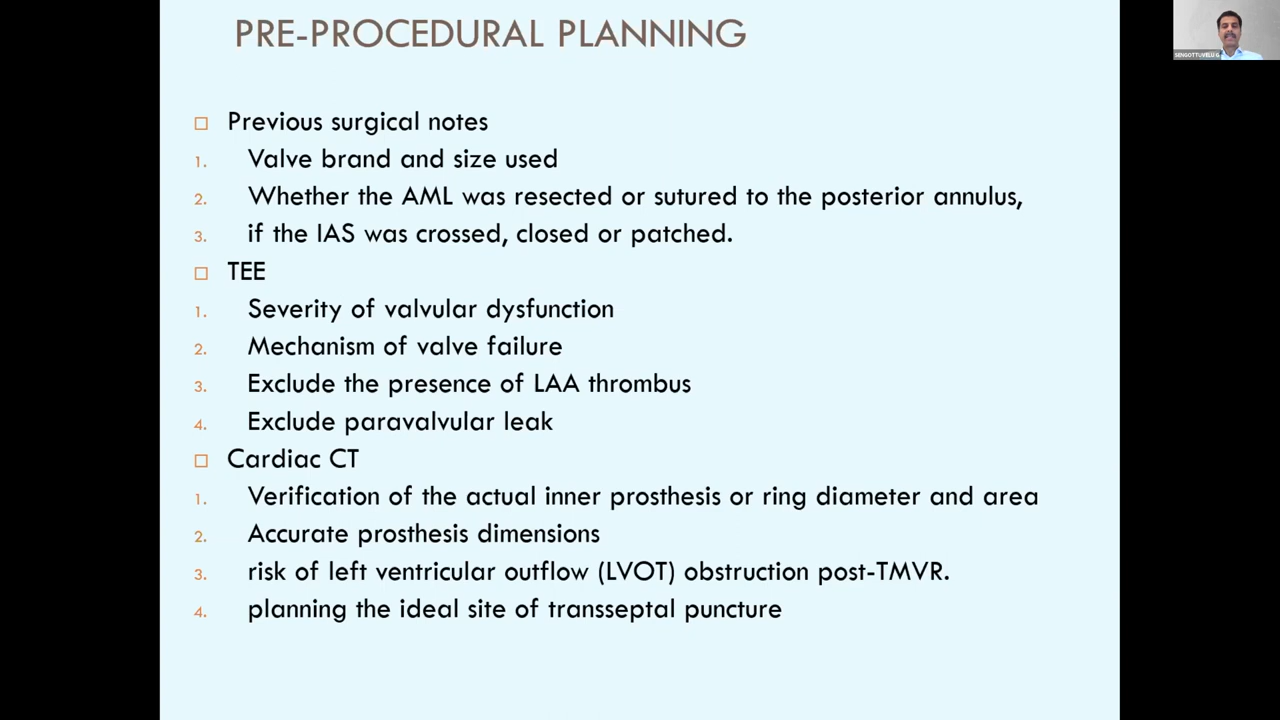 PRE-PROCEDURAL PLANNING
SENGOTTUVELU G
Previous surgical notes
1. Valve brand and size used
2. Whether the AML was resected or sutured to the posterior annulus,
3. if the IAS was crossed, closed or patched.
TEE
1. Severity of valvular dysfunction
2. Mechanism of valve failure
3. Exclude the presence of LAA thrombus
4. Exclude paravalvular leak
Cardiac CT
1. Verification of the actual inner prosthesis or ring diameter and area
2. Accurate prosthesis dimensions
3. risk of left ventricular outflow (LVOT) obstruction post-TMVR.
4. planning the ideal site of transseptal puncture